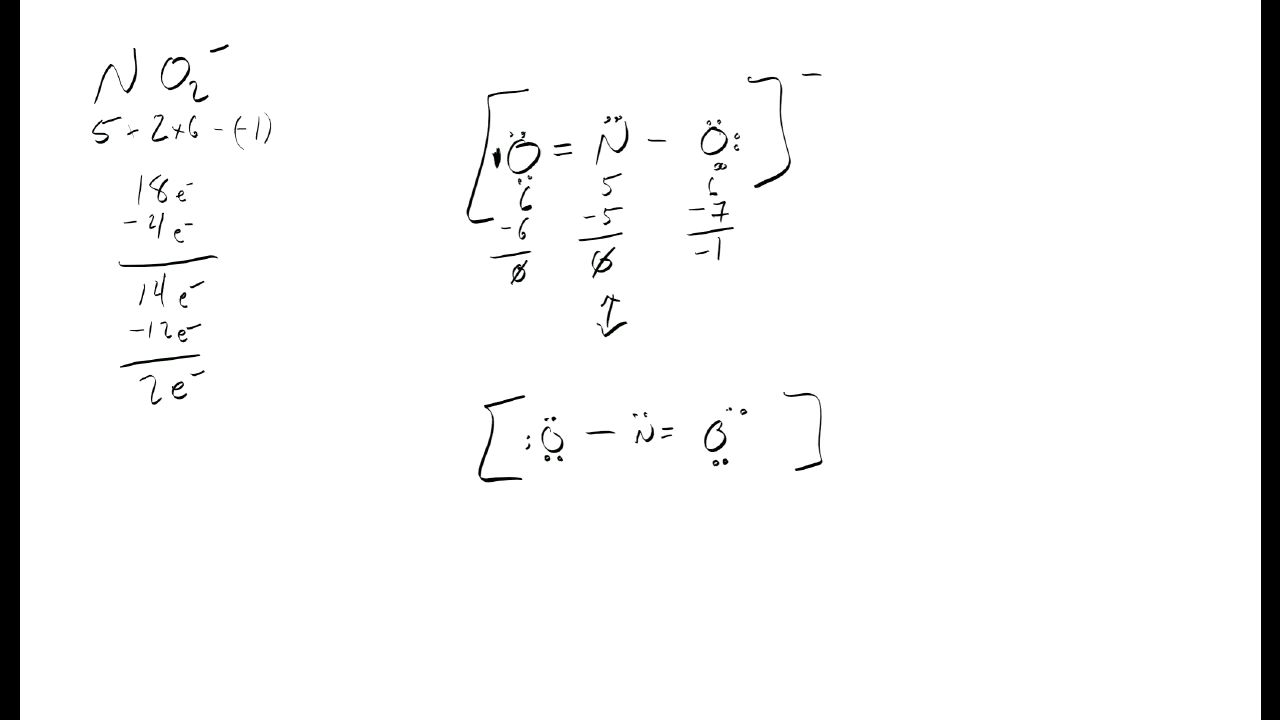 NO₂⁻
5 + 2×6 - (-1)
18e⁻
- 4e⁻
14e⁻
-12e⁻
2e⁻
[Ö = N̈ - Ö:]⁻
6 5 6
-6 -5 -7
0 0 -1
↕
[:Ö - N̈ = Ö]